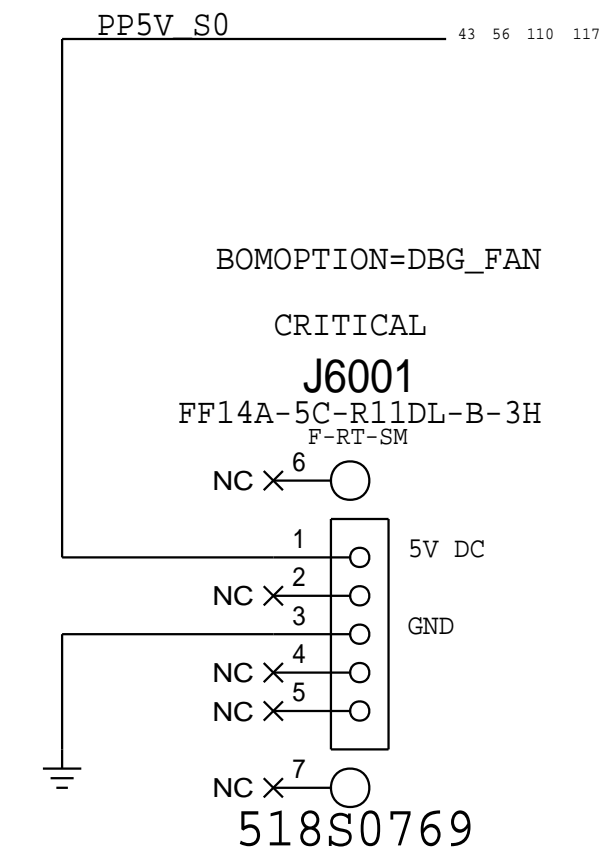 PP5V_S0 43 56 110 117
BOMOPTION=DBG_FAN
CRITICAL
J6001
FF14A-5C-R11DL-B-3H
F-RT-SM
NC 6
1 5V DC
NC 2
3 GND
NC 4
NC 5
NC 7
518S0769